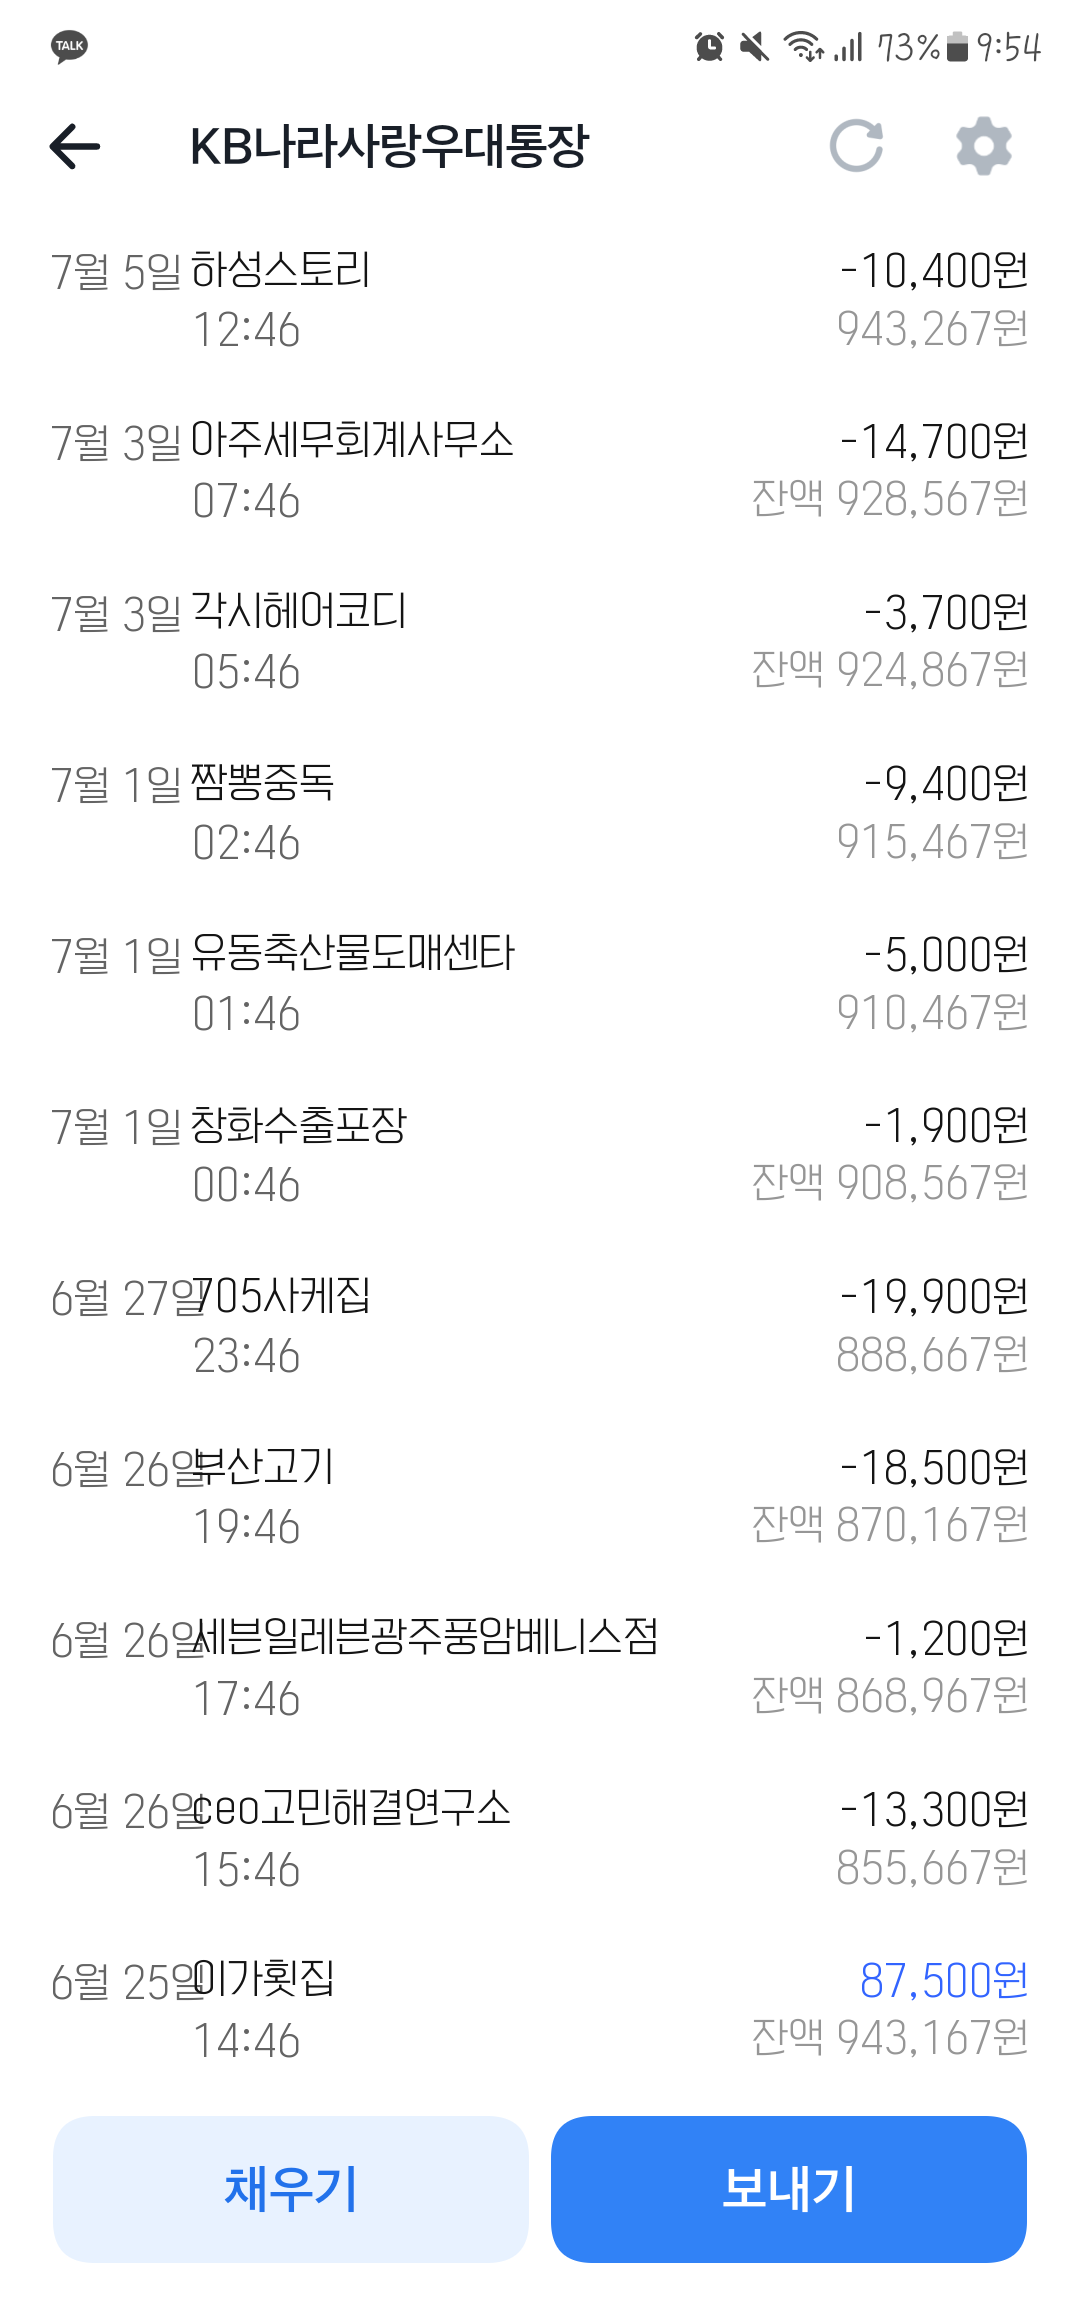 TALK 73% 9:54
KB나라사랑우대통장
7월 5일 하성스토리 -10,400원
12:46 943,267원
7월 3일 아주세무회계사무소 -14,700원
07:46 잔액 928,567원
7월 3일 각시헤어코디 -3,700원
05:46 잔액 924,867원
7월 1일 짬뽕중독 -9,400원
02:46 915,467원
7월 1일 유동축산물도매센타 -5,000원
01:46 910,467원
7월 1일 창화수출포장 -1,900원
00:46 잔액 908,567원
6월 27일 705사케집 -19,900원
23:46 888,667원
6월 26일 부산고기 -18,500원
19:46 잔액 870,167원
6월 26일 세븐일레븐광주풍암베니스점 -1,200원
17:46 잔액 868,967원
6월 26일 ceo고민해결연구소 -13,300원
15:46 855,667원
6월 25일 이가횟집 87,500원
14:46 잔액 943,167원
채우기 보내기